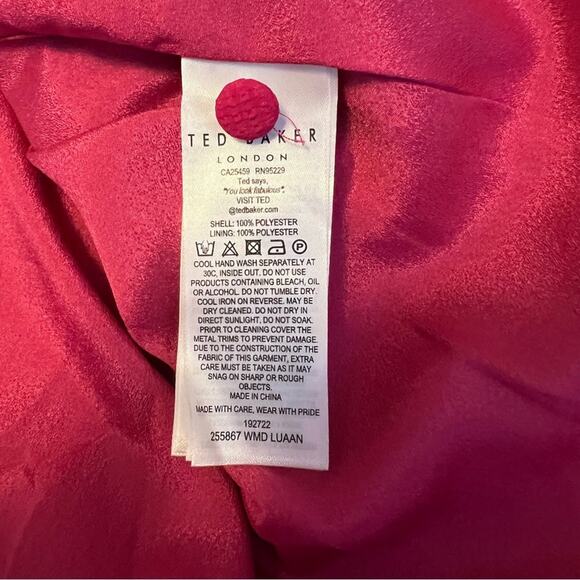 TED BAKER
LONDON
CA25459 RN95229
Ted says,
"You look fabulous".
VISIT TED
@tedbaker.com
SHELL: 100% POLYESTER
LINING: 100% POLYESTER
COOL HAND WASH SEPARATELY AT
30C, INSIDE OUT. DO NOT USE
PRODUCTS CONTAINING BLEACH, OIL
OR ALCOHOL. DO NOT TUMBLE DRY.
COOL IRON ON REVERSE. MAY BE
DRY CLEANED. DO NOT DRY IN
DIRECT SUNLIGHT. DO NOT SOAK.
PRIOR TO CLEANING COVER THE
METAL TRIMS TO PREVENT DAMAGE.
DUE TO THE CONSTRUCTION OF THE
FABRIC OF THIS GARMENT, EXTRA
CARE MUST BE TAKEN AS IT MAY
SNAG ON SHARP OR ROUGH
OBJECTS.
MADE IN CHINA
MADE WITH CARE, WEAR WITH PRIDE
192722
255867 WMD LUAAN